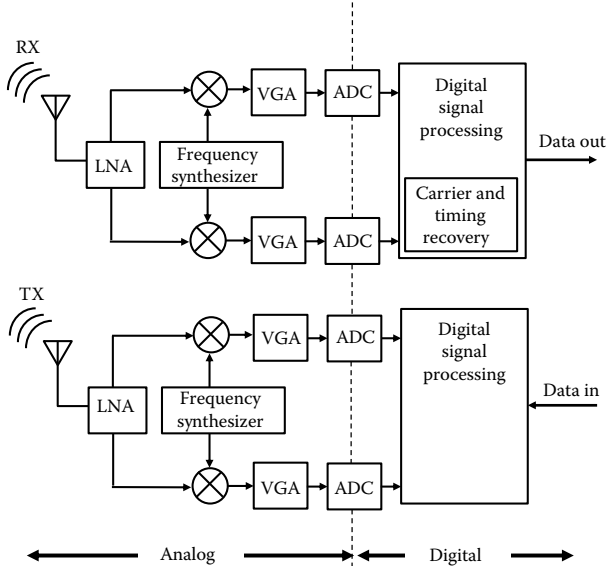 RX
LNA
Frequency
synthesizer
VGA
ADC
VGA
ADC
Digital
signal
processing
Carrier and
timing
recovery
Data out
TX
LNA
Frequency
synthesizer
VGA
ADC
VGA
ADC
Digital
signal
processing
Data in
Analog
Digital